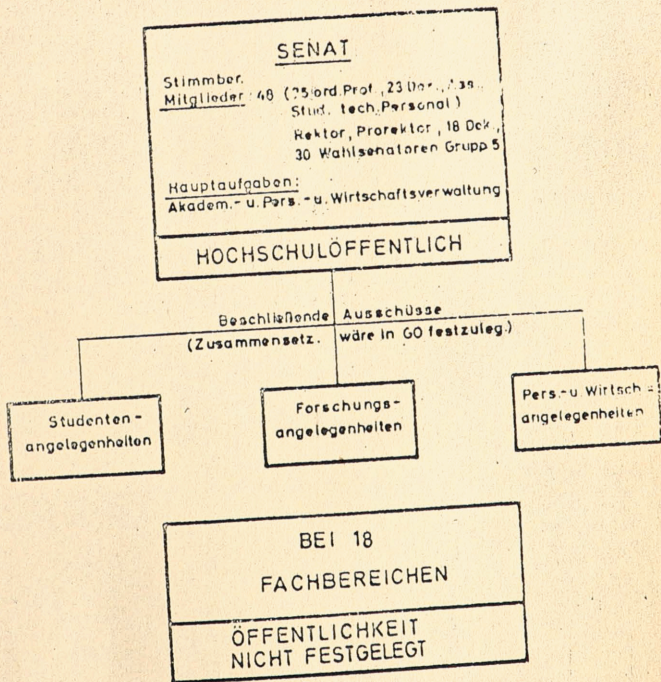 SENAT
Stimmber.
Mitglieder: 48 (25 ord. Prof., 23 Doz., Ass.,
Stud. tech. Personal)
Rektor, Prorektor, 18 Dek.,
30 Wahlsenatoren Grupp. 5
Hauptaufgaben:
Akadem.- u. Pers.- u. Wirtschaftsverwaltung
HOCHSCHULÖFFENTLICH
Beschließende Ausschüsse
(Zusammensetz. wäre in GO festzuleg.)
Studenten-
angelegenheiten
Forschungs-
angelegenheiten
Pers.-u. Wirtsch=
angelegenheiten
BEI 18
FACHBEREICHEN
ÖFFENTLICHKEIT
NICHT FESTGELEGT